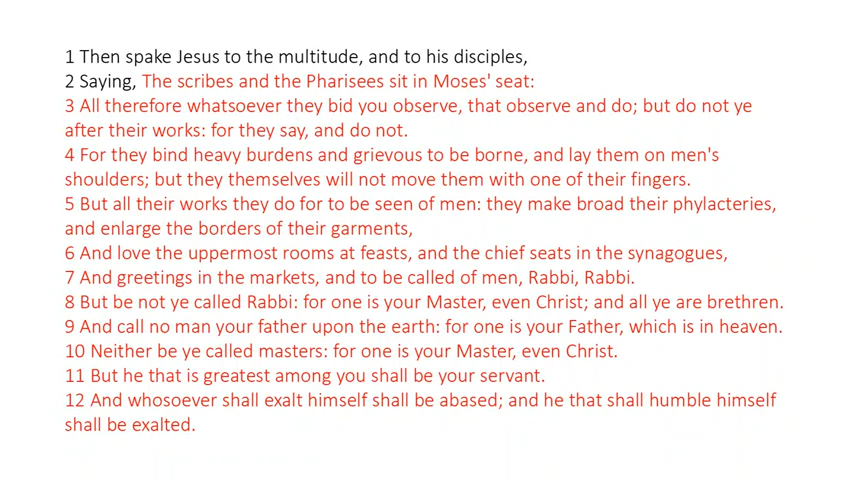 1 Then spake Jesus to the multitude, and to his disciples,
2 Saying, The scribes and the Pharisees sit in Moses' seat:
3 All therefore whatsoever they bid you observe, that observe and do; but do not ye
after their works: for they say, and do not.
4 For they bind heavy burdens and grievous to be borne, and lay them on men's
shoulders; but they themselves will not move them with one of their fingers.
5 But all their works they do for to be seen of men: they make broad their phylacteries,
and enlarge the borders of their garments,
6 And love the uppermost rooms at feasts, and the chief seats in the synagogues,
7 And greetings in the markets, and to be called of men, Rabbi, Rabbi.
8 But be not ye called Rabbi: for one is your Master, even Christ; and all ye are brethren.
9 And call no man your father upon the earth: for one is your Father, which is in heaven.
10 Neither be ye called masters: for one is your Master, even Christ.
11 But he that is greatest among you shall be your servant.
12 And whosoever shall exalt himself shall be abased; and he that shall humble himself
shall be exalted.